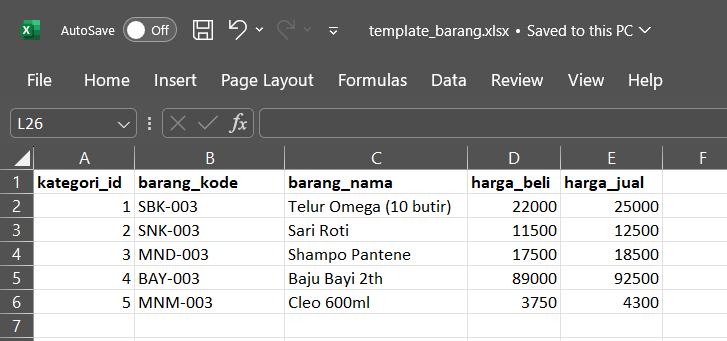 AutoSave Off template_barang.xlsx • Saved to this PC
File Home Insert Page Layout Formulas Data Review View Help
L26 fx
A B C D E F
1 kategori_id barang_kode barang_nama harga_beli harga_jual
2 1 SBK-003 Telur Omega (10 butir) 22000 25000
3 2 SNK-003 Sari Roti 11500 12500
4 3 MND-003 Shampo Pantene 17500 18500
5 4 BAY-003 Baju Bayi 2th 89000 92500
6 5 MNM-003 Cleo 600ml 3750 4300
7